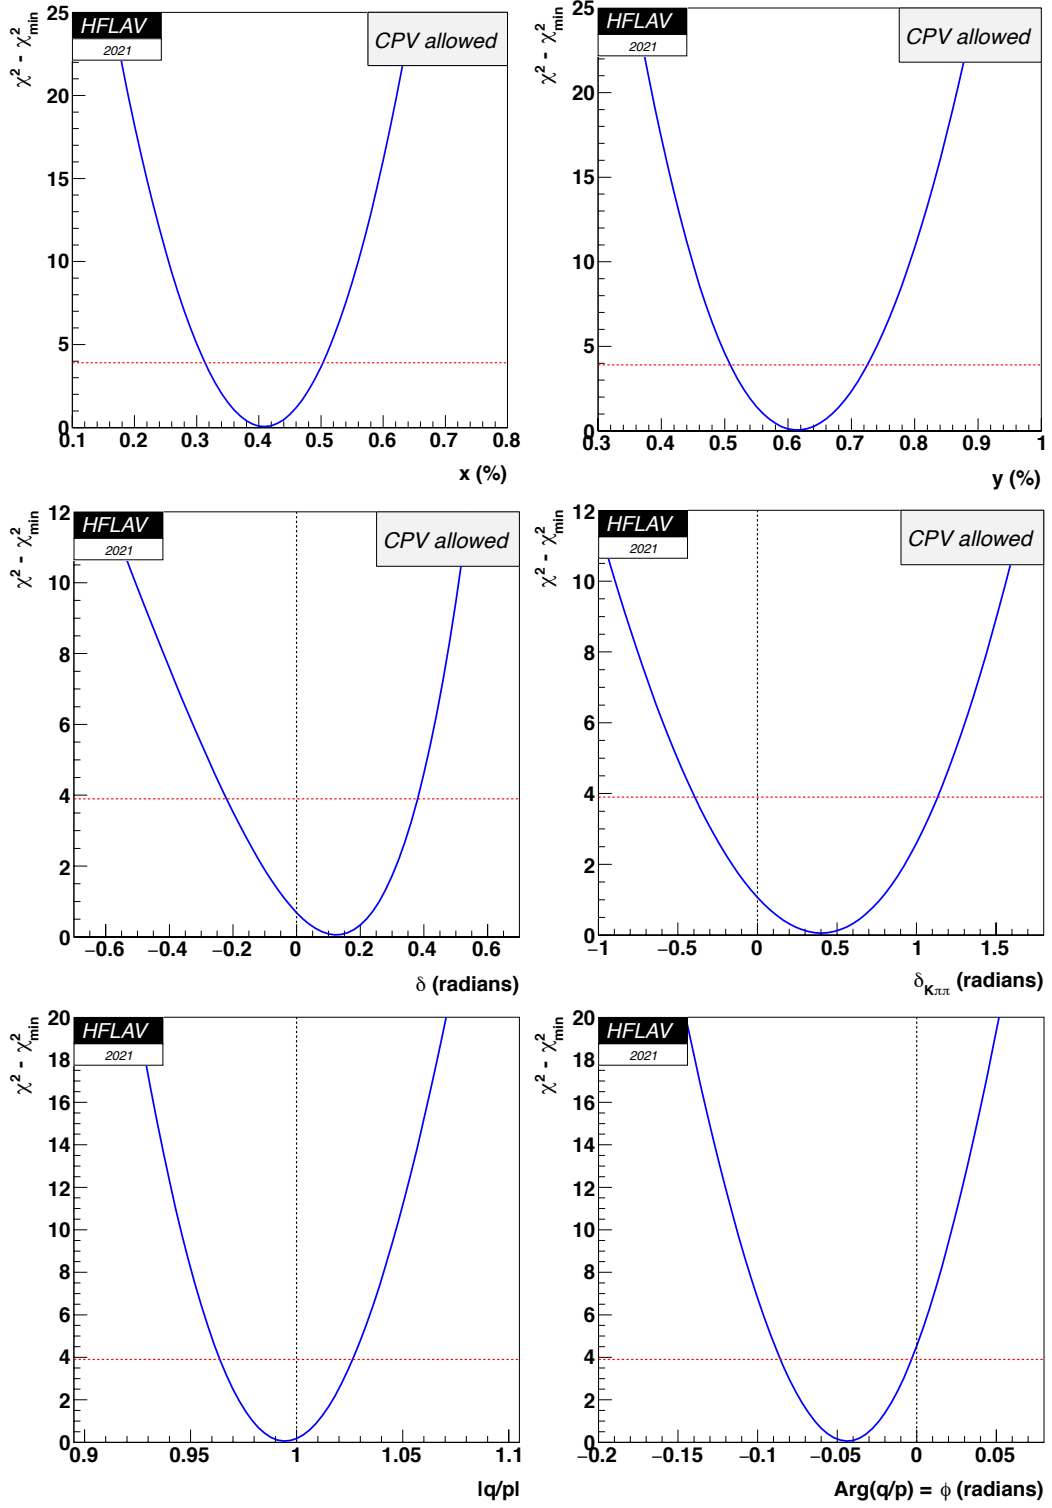 χ² - χ²min
HFLAV
2021
CPV allowed
25
20
15
10
5
0
0.1 0.2 0.3 0.4 0.5 0.6 0.7 0.8
x (%)
χ² - χ²min
HFLAV
2021
CPV allowed
25
20
15
10
5
0
0.3 0.4 0.5 0.6 0.7 0.8 0.9 1
y (%)
χ² - χ²min
HFLAV
2021
CPV allowed
12
10
8
6
4
2
0
−0.6 −0.4 −0.2 0 0.2 0.4 0.6
δ (radians)
χ² - χ²min
HFLAV
2021
CPV allowed
12
10
8
6
4
2
0
−1 −0.5 0 0.5 1 1.5
δKππ (radians)
χ² - χ²min
HFLAV
2021
20
18
16
14
12
10
8
6
4
2
0
0.9 0.95 1 1.05 1.1
|q/p|
χ² - χ²min
HFLAV
2021
20
18
16
14
12
10
8
6
4
2
0
−0.2 −0.15 −0.1 −0.05 0 0.05
Arg(q/p) = ϕ (radians)